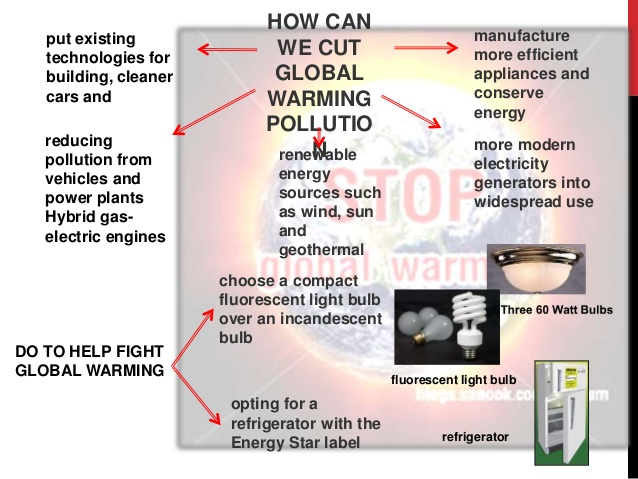 HOW CAN
WE CUT
GLOBAL
WARMING
POLLUTIO
N
put existing
technologies for
building, cleaner
cars and
manufacture
more efficient
appliances and
conserve
energy
reducing
pollution from
vehicles and
power plants
Hybrid gas-
electric engines
renewable
energy
sources such
as wind, sun
and
geothermal
more modern
electricity
generators into
widespread use
STOP
global warm
choose a compact
fluorescent light bulb
over an incandescent
bulb
Three 60 Watt Bulbs
DO TO HELP FIGHT
GLOBAL WARMING
fluorescent light bulb
opting for a
refrigerator with the
Energy Star label
refrigerator